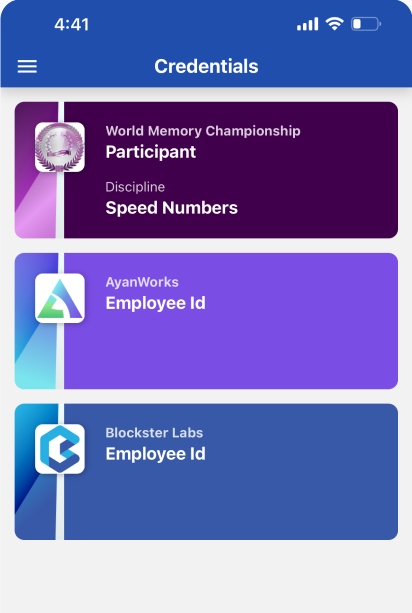 4:41
Credentials
World Memory Championship
Participant
Discipline
Speed Numbers
AyanWorks
Employee Id
Blockster Labs
Employee Id